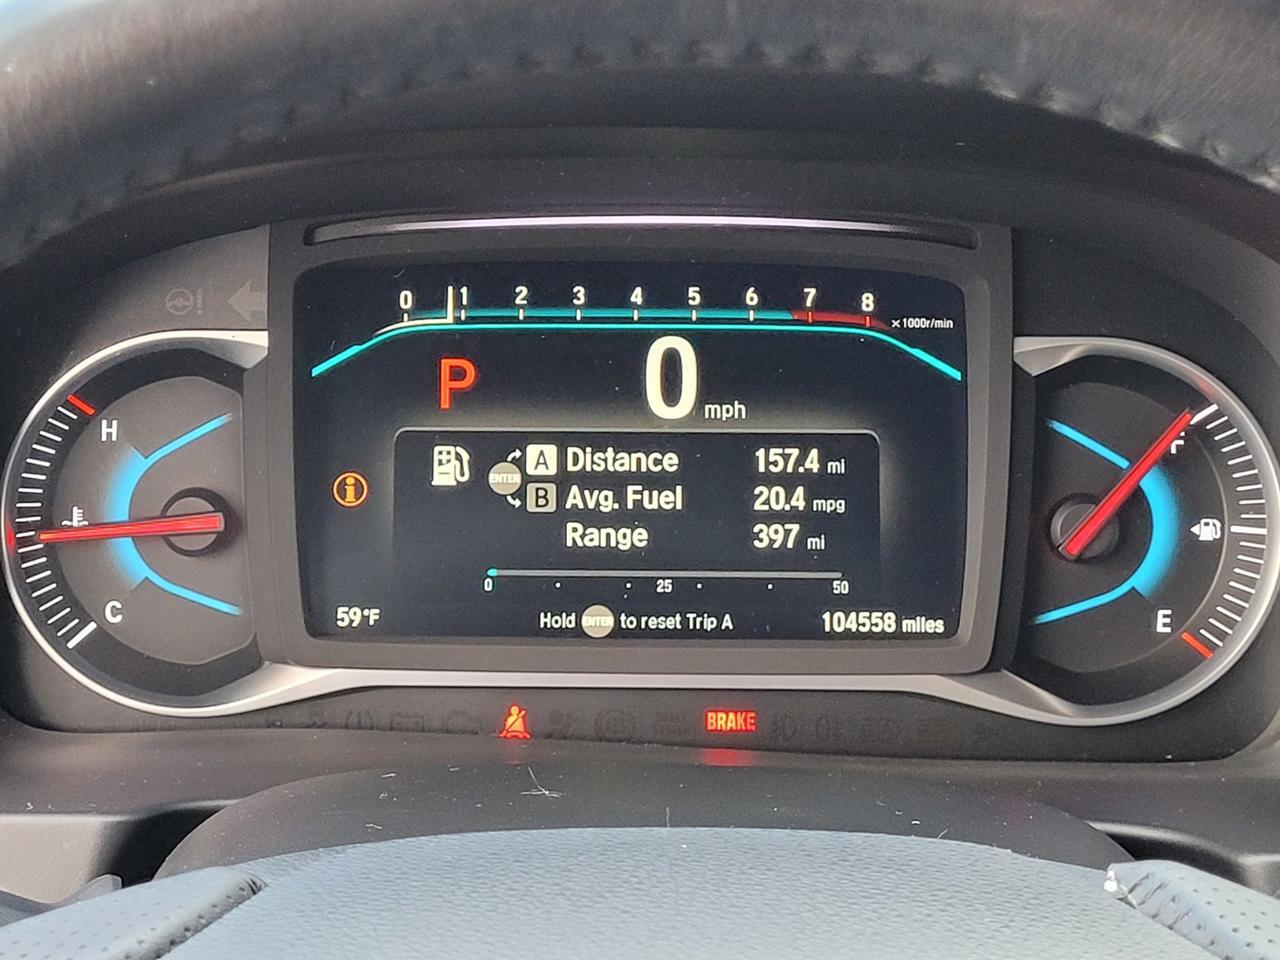 0 1 2 3 4 5 6 7 8
x1000r/min
P 0 mph
H
F
A Distance 157.4 mi
ENTER
B Avg. Fuel 20.4 mpg
Range 397 mi
0 25 50
C
E
59°F
Hold ENTER to reset Trip A
104558 miles
BRAKE